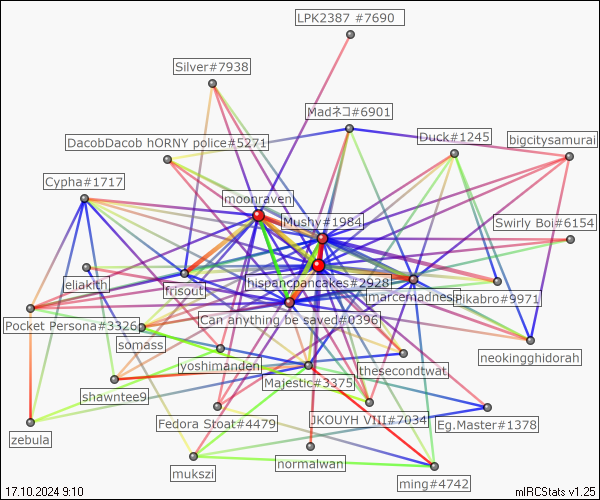 LPK2387 #7690
Silver#7938
Madネコ#6901
DacobDacob hORNY police#5271
Duck#1245
bigcitysamurai
Cypha#1717
moonraven
Mushy#1984
Swirly Boi#6154
eliakith
frisout
hispancpancakes#2928
marcemadness
Pikabro#9971
Pocket Persona#3326
Can anything be saved#0396
somass
yoshimanden
thesecondtwat
neokingghidorah
Majestic#3375
shawntee9
Fedora Stoat#4479
JKOUYH VIII#7034
Eg.Master#1378
zebula
normalwan
mukszi
ming#4742
17.10.2024 9:10
mIRCStats v1.25